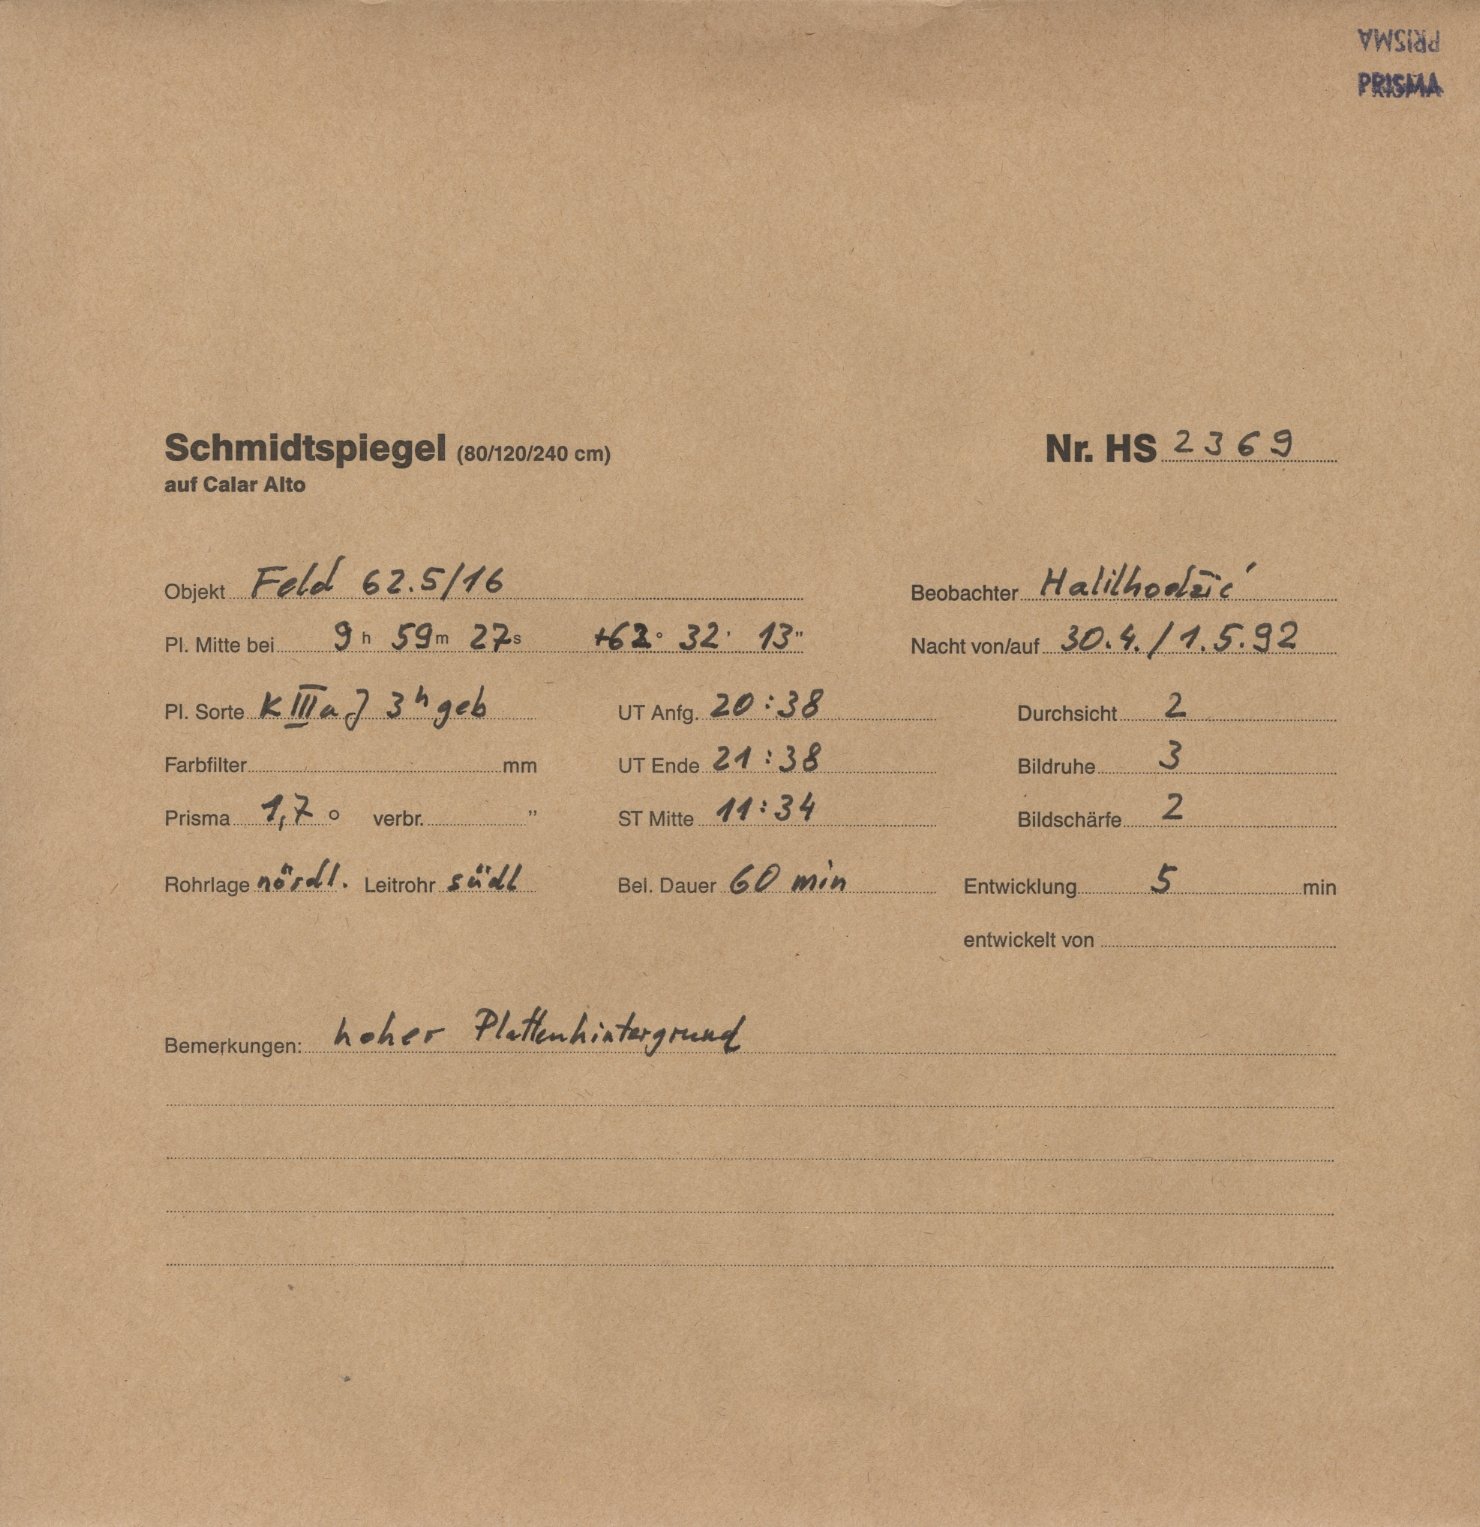 PRISMA
PRISMA
Schmidtspiegel (80/120/240 cm) Nr. HS 2369
auf Calar Alto
Objekt Feld 62.5/16 Beobachter Halilhodžić
Pl. Mitte bei 9 h 59 m 27 s +62° 32' 13" Nacht von/auf 30.4./1.5.92
Pl. Sorte K III a J 3 h geb UT Anfg. 20:38 Durchsicht 2
Farbfilter mm UT Ende 21:38 Bildruhe 3
Prisma 1,7 ° verbr. " ST Mitte 11:34 Bildschärfe 2
Rohrlage nördl. Leitrohr südl Bel. Dauer 60 min Entwicklung 5 min
entwickelt von
Bemerkungen: hoher Plattenhintergrund